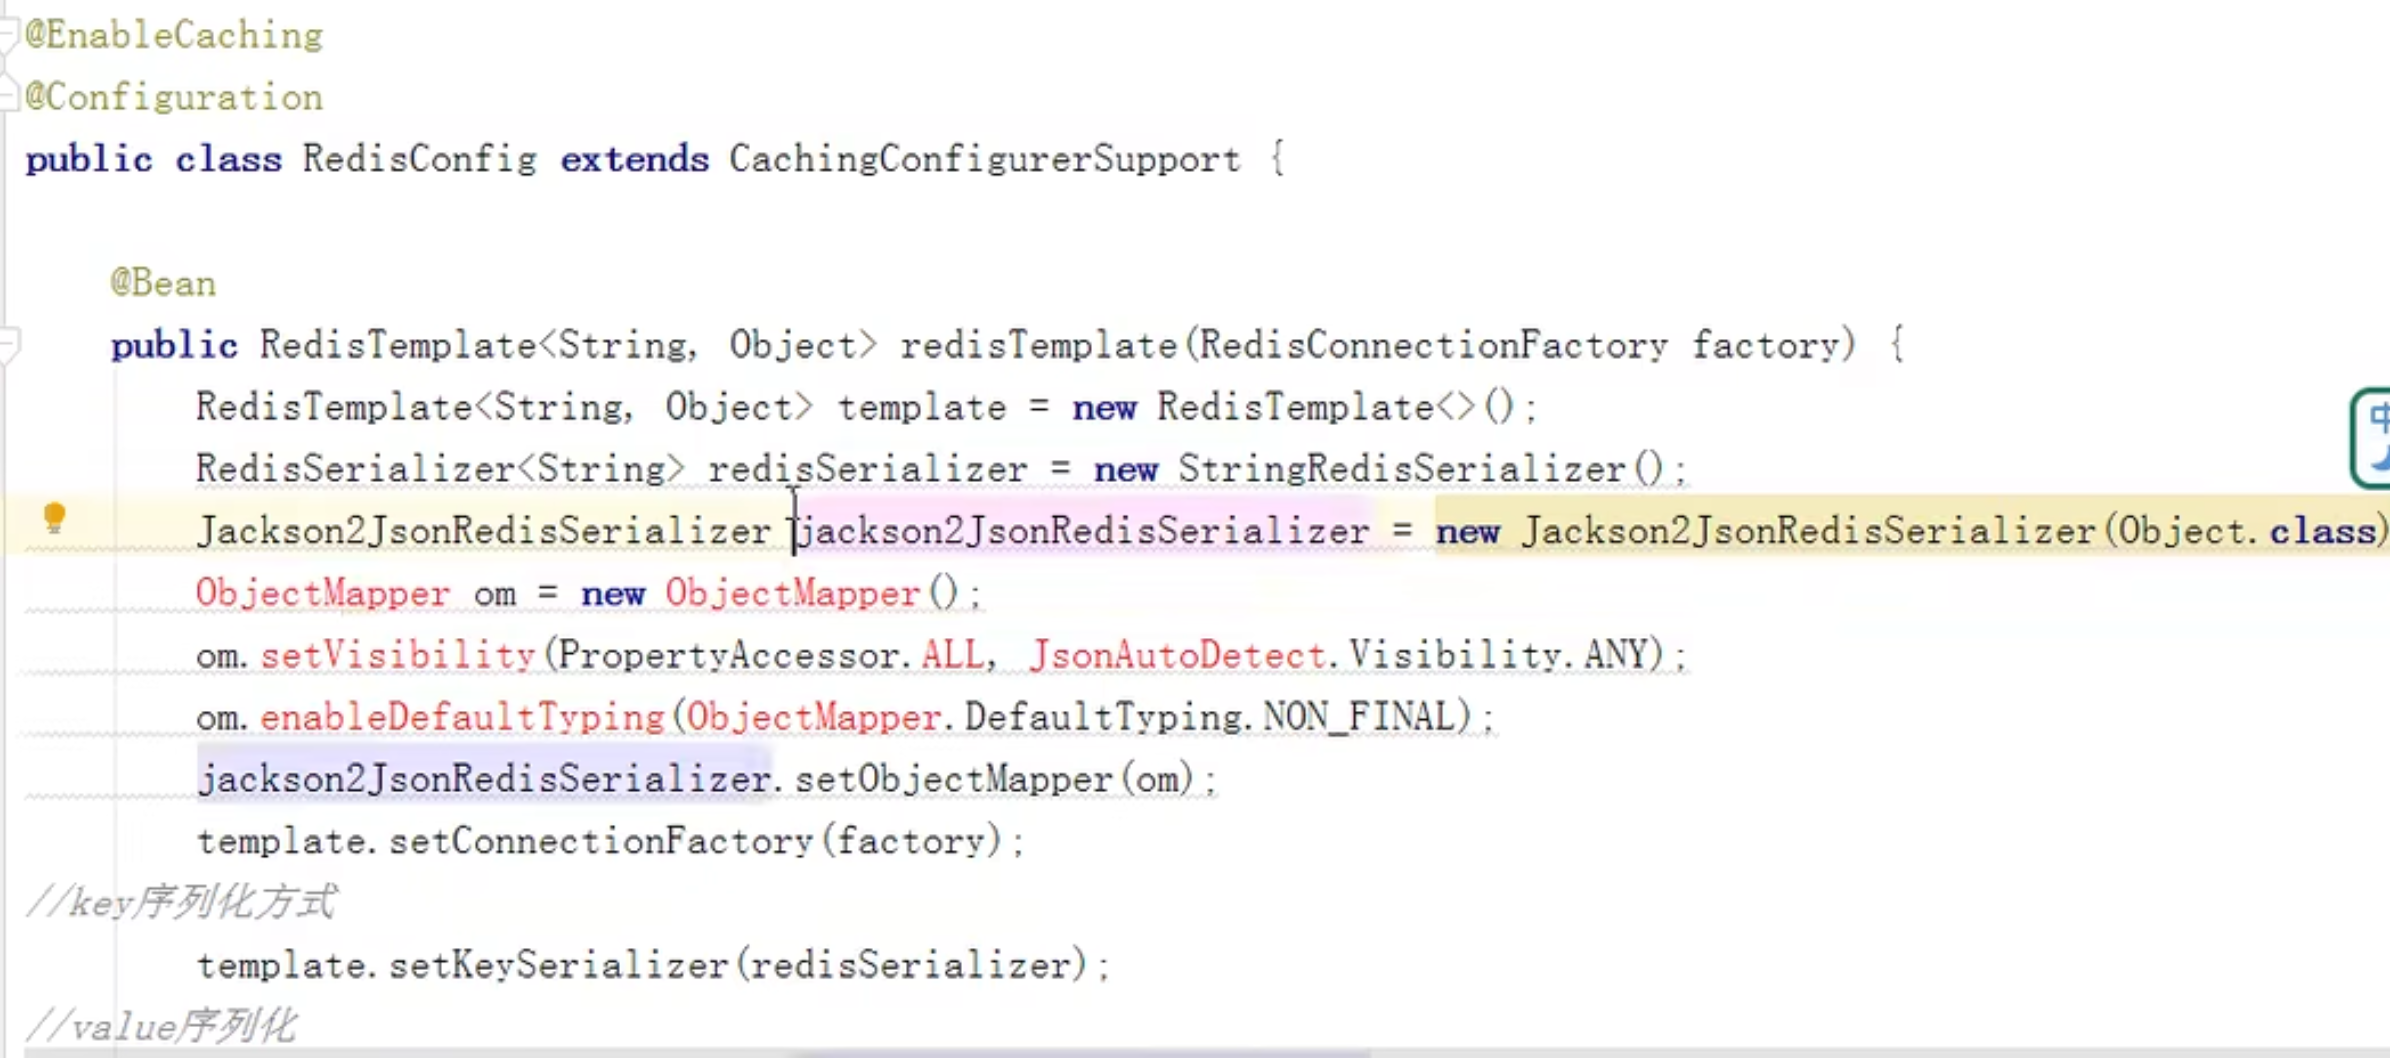 @EnableCaching
@Configuration
public class RedisConfig extends CachingConfigurerSupport {
@Bean
public RedisTemplate<String, Object> redisTemplate(RedisConnectionFactory factory) {
RedisTemplate<String, Object> template = new RedisTemplate<>();
RedisSerializer<String> redisSerializer = new StringRedisSerializer();
Jackson2JsonRedisSerializer jackson2JsonRedisSerializer = new Jackson2JsonRedisSerializer(Object.class)
ObjectMapper om = new ObjectMapper();
om.setVisibility(PropertyAccessor.ALL, JsonAutoDetect.Visibility.ANY);
om.enableDefaultTyping(ObjectMapper.DefaultTyping.NON_FINAL);
jackson2JsonRedisSerializer.setObjectMapper(om);
template.setConnectionFactory(factory);
//key序列化方式
template.setKeySerializer(redisSerializer);
//value序列化